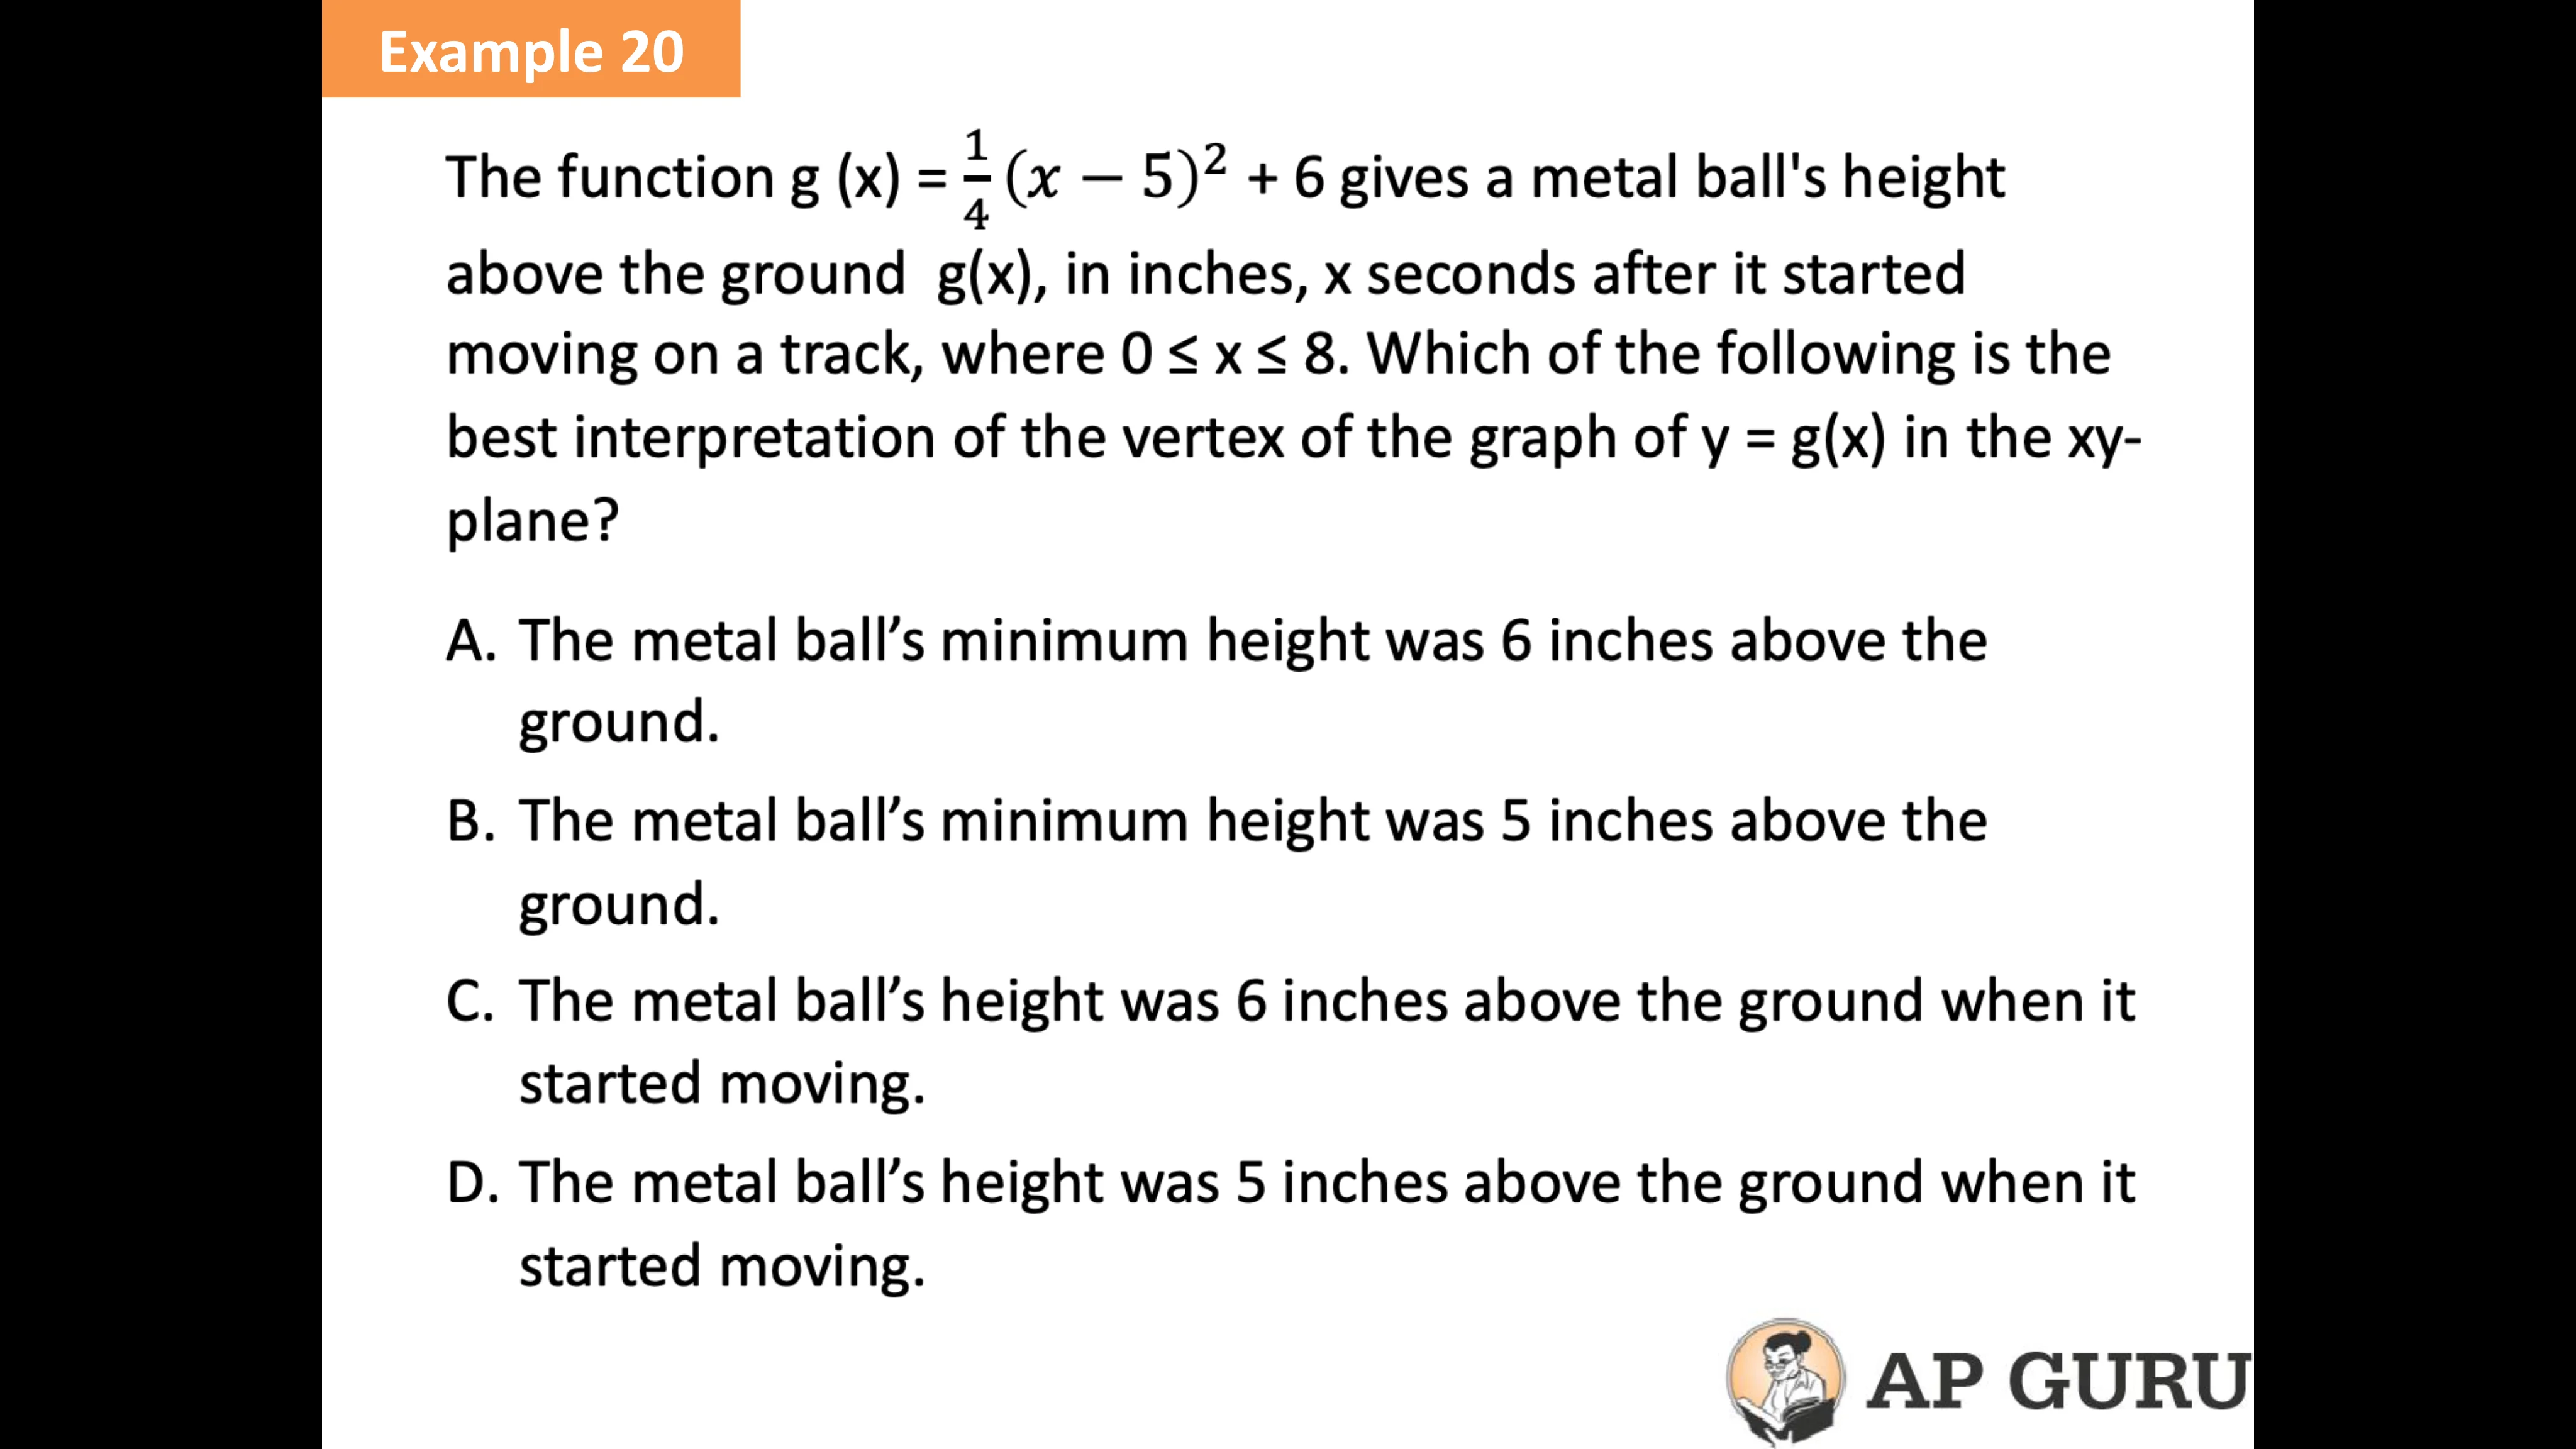 Example 20
The function g (x) = 1/4 (x − 5)² + 6 gives a metal ball's height
above the ground g(x), in inches, x seconds after it started
moving on a track, where 0 ≤ x ≤ 8. Which of the following is the
best interpretation of the vertex of the graph of y = g(x) in the xy-
plane?
A. The metal ball’s minimum height was 6 inches above the
ground.
B. The metal ball’s minimum height was 5 inches above the
ground.
C. The metal ball’s height was 6 inches above the ground when it
started moving.
D. The metal ball’s height was 5 inches above the ground when it
started moving.
AP GURU